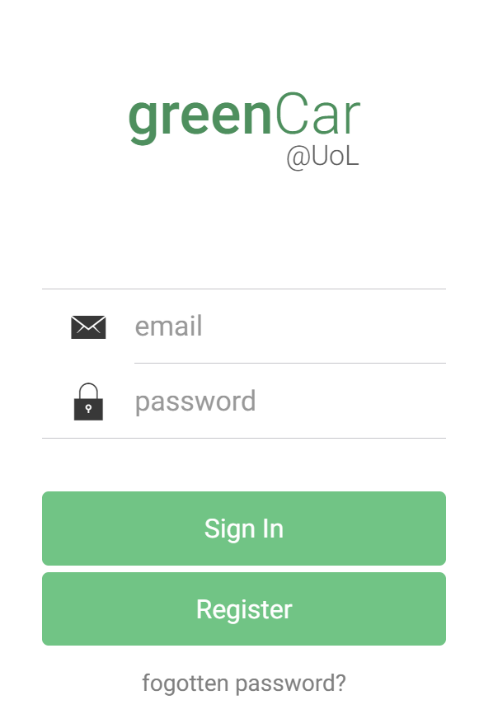 greenCar
@UoL
email
password
Sign In
Register
fogotten password?